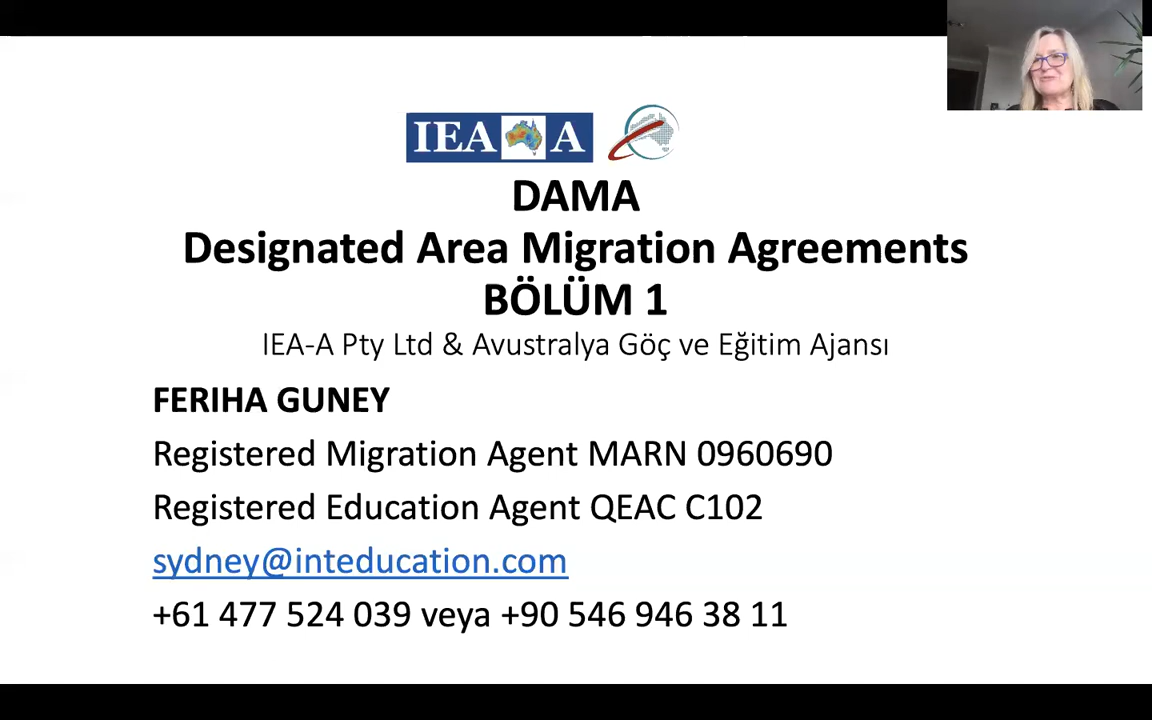 IEA A
DAMA
Designated Area Migration Agreements
BÖLÜM 1
IEA-A Pty Ltd & Avustralya Göç ve Eğitim Ajansı
FERIHA GUNEY
Registered Migration Agent MARN 0960690
Registered Education Agent QEAC C102
sydney@inteducation.com
+61 477 524 039 veya +90 546 946 38 11